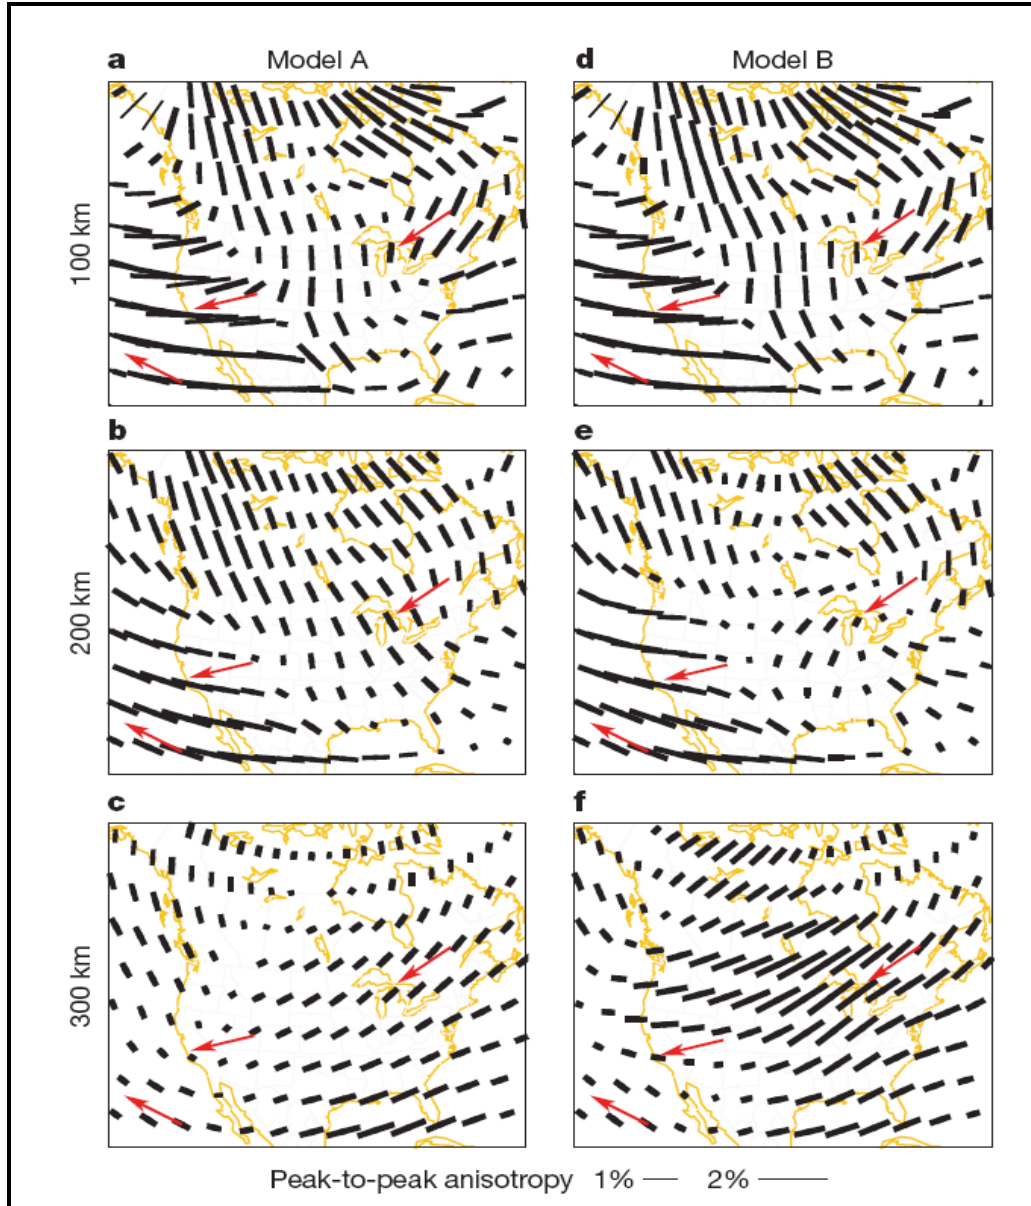 a Model A d Model B
100 km
b e
200 km
c f
300 km
Peak-to-peak anisotropy 1% 2%